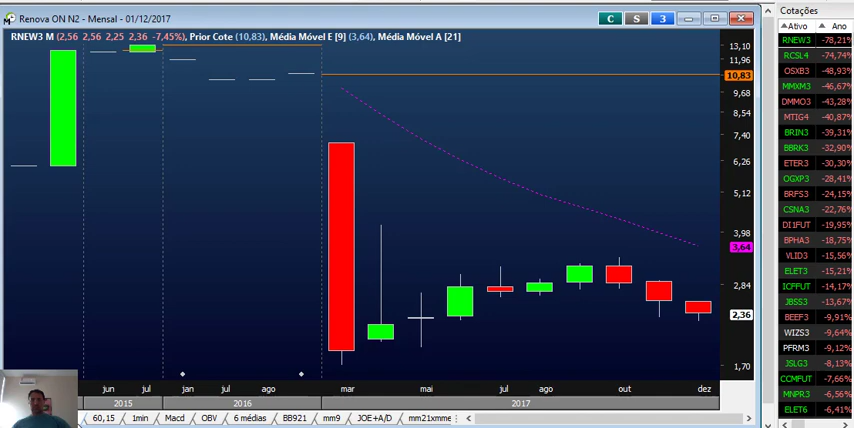 Renova ON N2 - Mensal - 01/12/2017
C S 3
RNEW3 M (2,56 2,56 2,25 2,36 -7,45%), Prior Cote (10,83), Média Móvel E [9] (3,64), Média Móvel A [21]
13,10
11,96
10,83
9,68
8,54
7,40
6,26
5,12
3,98
3,64
2,84
2,36
1,70
jun jul jan jul ago mar mai jul ago out dez
2015 2016 2017
60,15 1min Macd OBV 6 médias BB921 mm9 JOE+A/D mm21xmme
Cotações
Ativo Ano
RNEW3 -78,21%
RCSL4 -74,74%
OSXB3 -48,93%
MMXM3 -46,67%
DMMO3 -43,28%
MTIG4 -40,87%
BRIN3 -39,31%
BBRK3 -32,90%
ETER3 -30,30%
OGXP3 -28,41%
BRFS3 -24,15%
CSNA3 -22,76%
DI1FUT -19,95%
BPHA3 -18,75%
VLID3 -15,56%
ELET3 -15,21%
ICFFUT -14,17%
JBSS3 -13,67%
BEEF3 -9,91%
WIZS3 -9,64%
PFRM3 -9,12%
JSLG3 -8,13%
CCMFUT -7,66%
MNPR3 -6,56%
ELET6 -6,41%